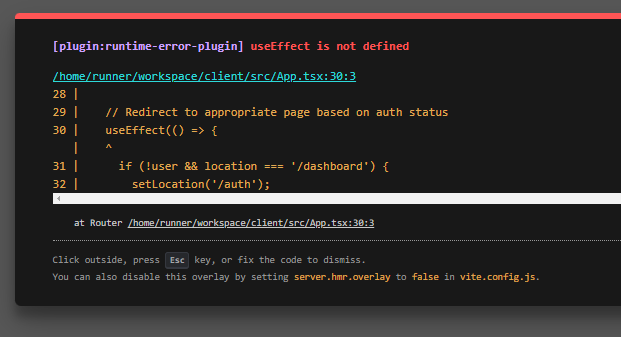 [plugin:runtime-error-plugin] useEffect is not defined
/home/runner/workspace/client/src/App.tsx:30:3
28 |
29 |    // Redirect to appropriate page based on auth status
30 |    useEffect(() => {
   |    ^
31 |      if (!user && location === '/dashboard') {
32 |        setLocation('/auth');
at Router /home/runner/workspace/client/src/App.tsx:30:3
Click outside, press Esc key, or fix the code to dismiss.
You can also disable this overlay by setting server.hmr.overlay to false in vite.config.js.